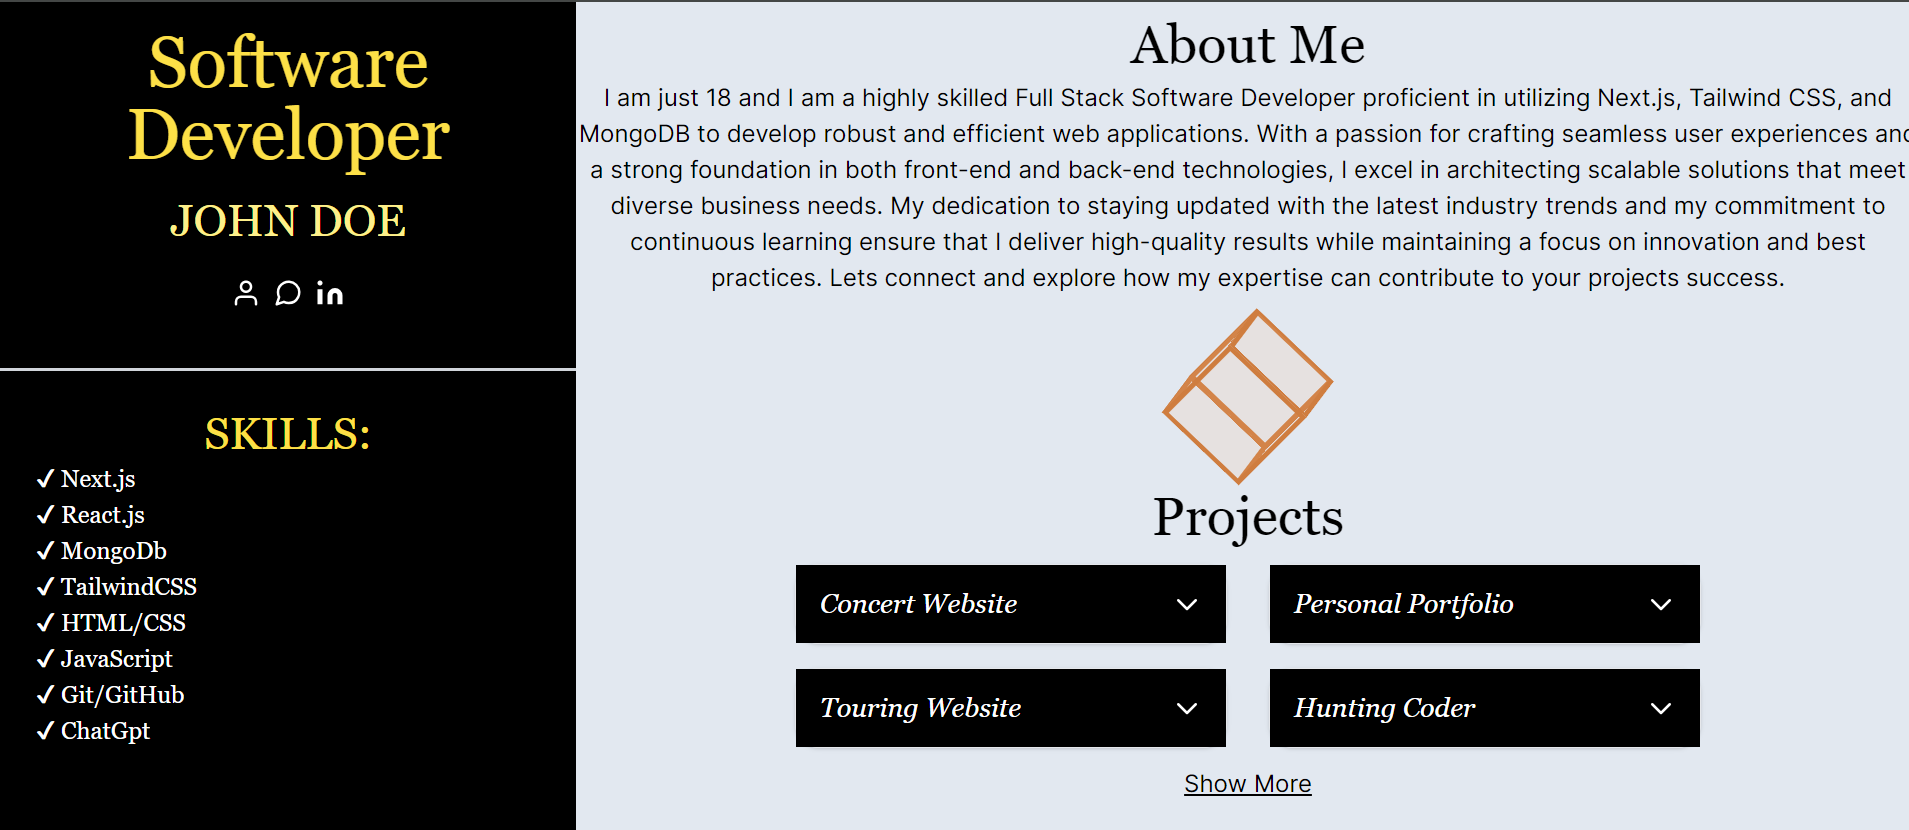 Software
Developer
JOHN DOE
in
SKILLS:
✓ Next.js
✓ React.js
✓ MongoDb
✓ TailwindCSS
✓ HTML/CSS
✓ JavaScript
✓ Git/GitHub
✓ ChatGpt
About Me
I am just 18 and I am a highly skilled Full Stack Software Developer proficient in utilizing Next.js, Tailwind CSS, and
MongoDB to develop robust and efficient web applications. With a passion for crafting seamless user experiences and
a strong foundation in both front-end and back-end technologies, I excel in architecting scalable solutions that meet
diverse business needs. My dedication to staying updated with the latest industry trends and my commitment to
continuous learning ensure that I deliver high-quality results while maintaining a focus on innovation and best
practices. Lets connect and explore how my expertise can contribute to your projects success.
Projects
Concert Website
Personal Portfolio
Touring Website
Hunting Coder
Show More